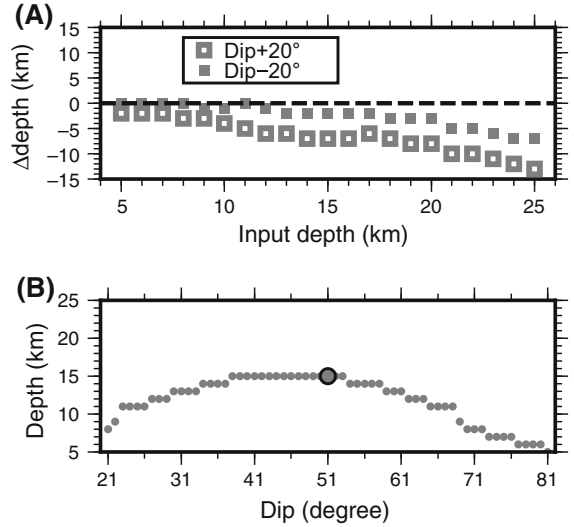 (A)
15
10
5
0
−5
−10
−15
Δdepth (km)
Dip+20°
Dip−20°
5 10 15 20 25
Input depth (km)
(B)
25
20
15
10
5
Depth (km)
21 31 41 51 61 71 81
Dip (degree)